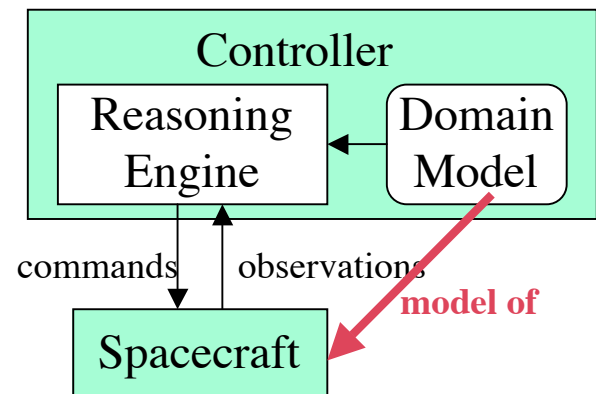 Controller
Reasoning
Engine
Domain
Model
commands
observations
model of
Spacecraft